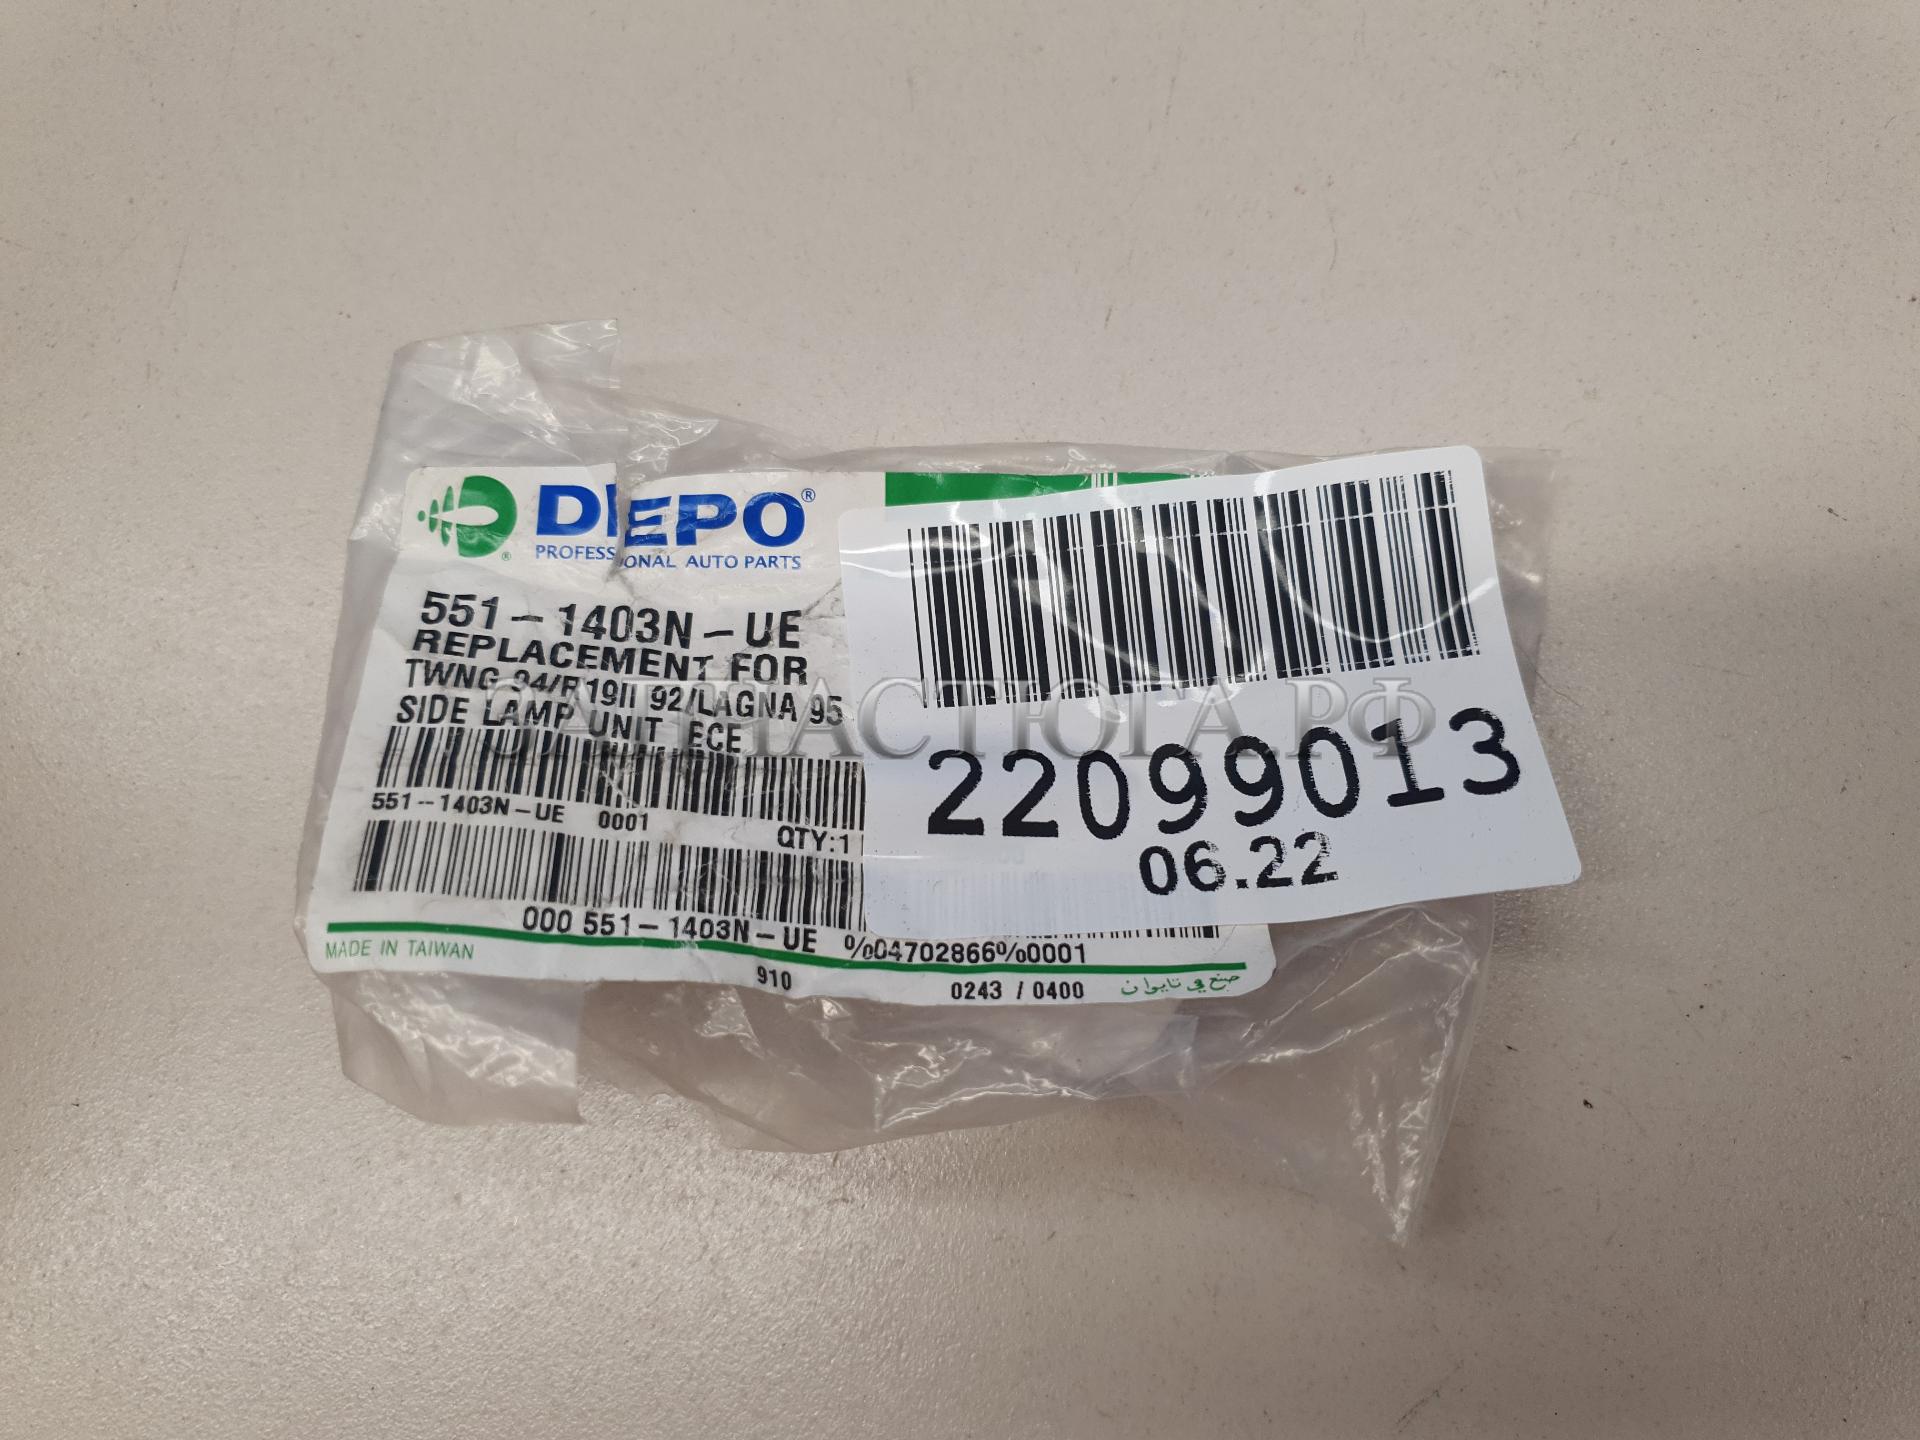 DEPO®
®
PROFESSIONAL AUTO PARTS
551-1403N-UE
REPLACEMENT FOR
TWNG 94/R19II 92/LAGNA 95
SIDE LAMP UNIT ECE
551-1403N-UE 0001 QTY:1
000 551-1403N-UE %04702866%0001
MADE IN TAIWAN
910
0243 / 0400
صنع في تايوان
22099013
06.22
ЗАПЧАСТЮГА.РФ